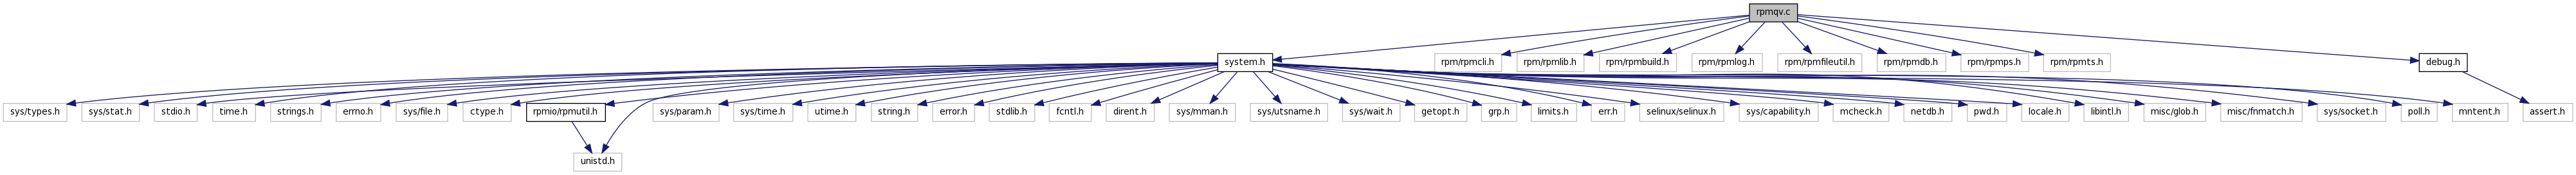 rpmqv.c
system.h
rpm/rpmcli.h
rpm/rpmlib.h
rpm/rpmbuild.h
rpm/rpmlog.h
rpm/rpmfileutil.h
rpm/rpmdb.h
rpm/rpmps.h
rpm/rpmts.h
debug.h
sys/types.h
sys/stat.h
stdio.h
time.h
strings.h
errno.h
sys/file.h
ctype.h
rpmio/rpmutil.h
sys/param.h
sys/time.h
utime.h
string.h
error.h
stdlib.h
fcntl.h
dirent.h
sys/mman.h
sys/utsname.h
sys/wait.h
getopt.h
grp.h
limits.h
err.h
selinux/selinux.h
sys/capability.h
mcheck.h
netdb.h
pwd.h
locale.h
libintl.h
misc/glob.h
misc/fnmatch.h
sys/socket.h
poll.h
mntent.h
assert.h
unistd.h